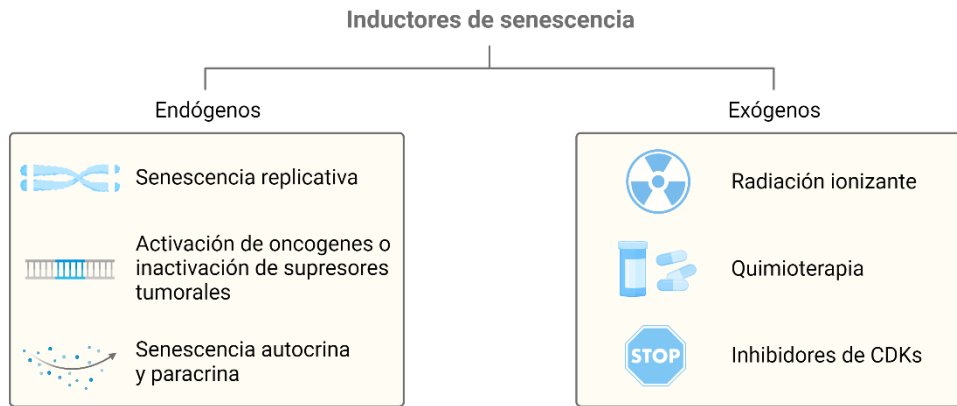 Inductores de senescencia
Endógenos
Senescencia replicativa
Activación de oncogenes o
inactivación de supresores
tumorales
Senescencia autocrina
y paracrina
Exógenos
Radiación ionizante
Quimioterapia
STOP
Inhibidores de CDKs